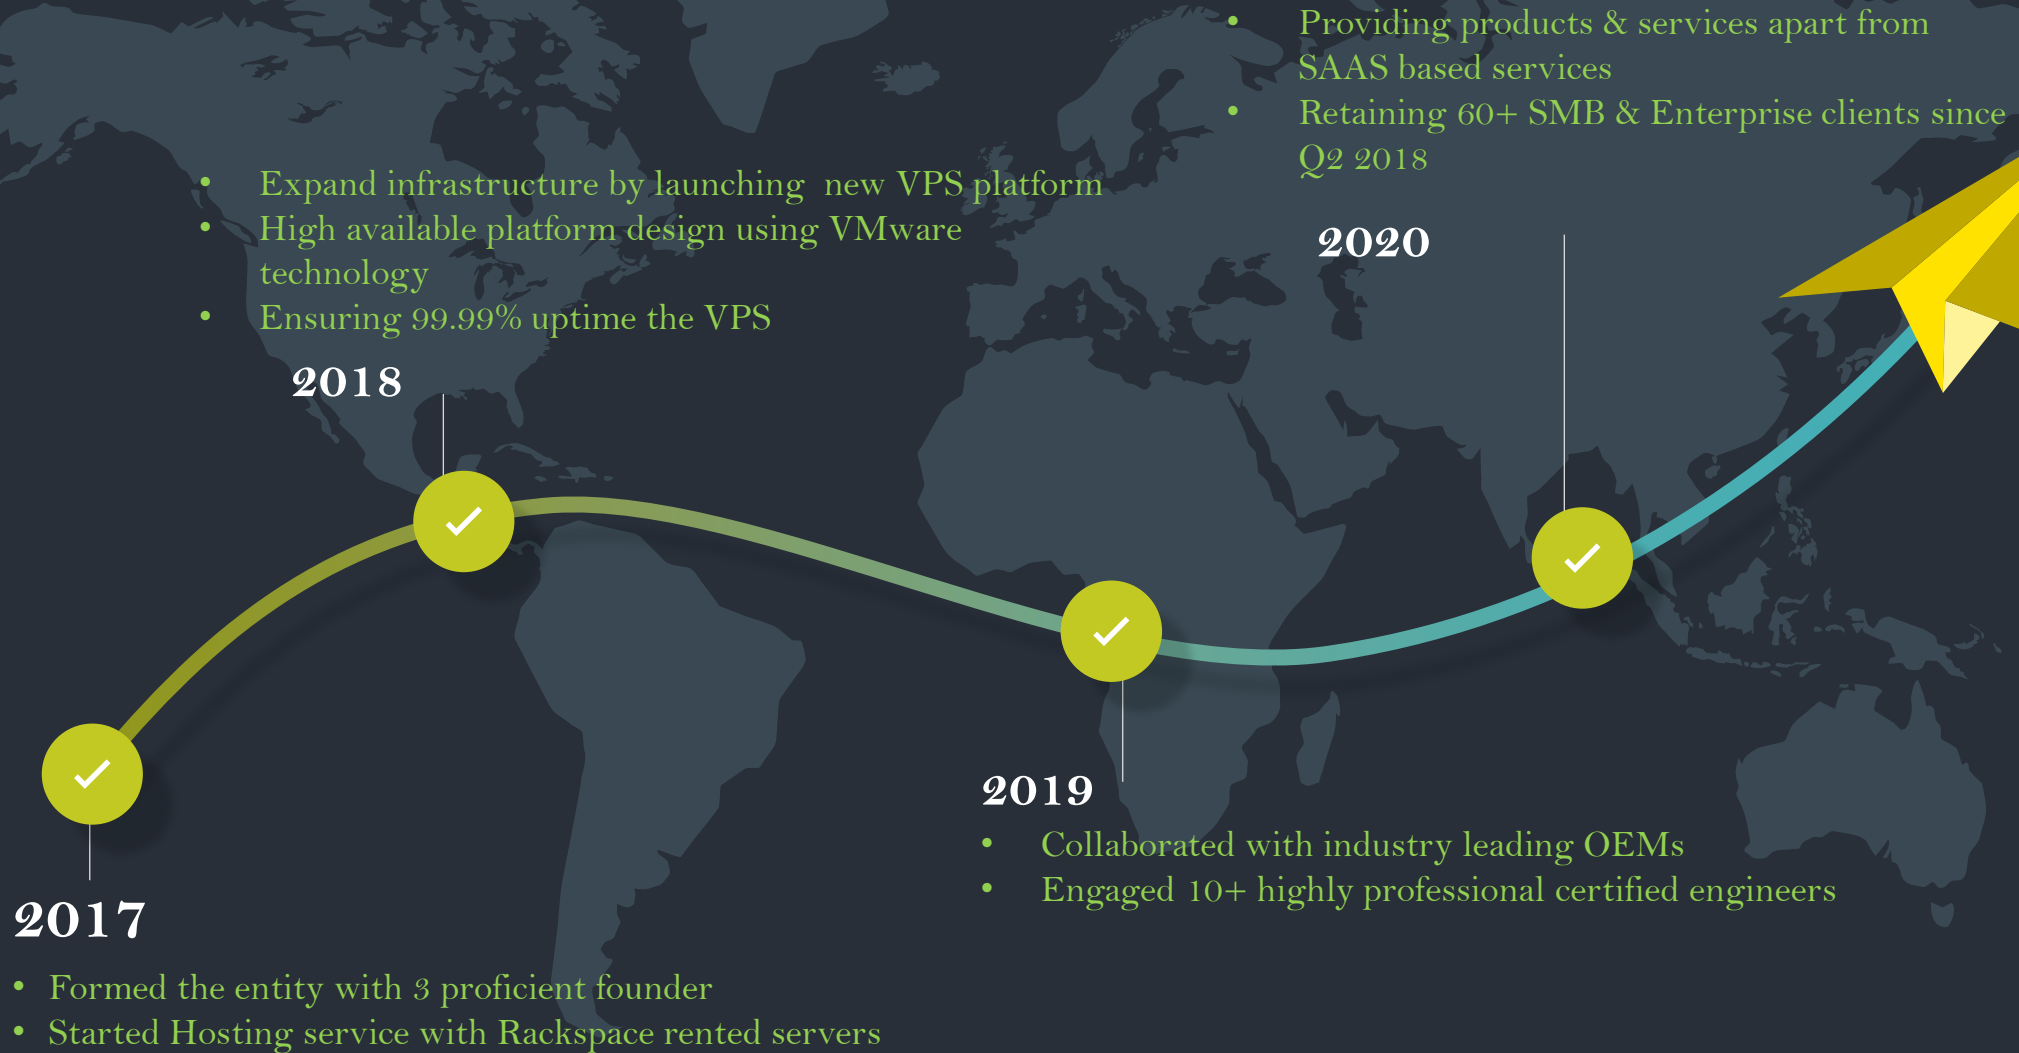 • Providing products & services apart from
SAAS based services
• Retaining 60+ SMB & Enterprise clients since
Q2 2018
2020
• Expand infrastructure by launching  new VPS platform
• High available platform design using VMware
technology
• Ensuring 99.99% uptime the VPS
2018
2019
• Collaborated with industry leading OEMs
• Engaged 10+ highly professional certified engineers
2017
• Formed the entity with 3 proficient founder
• Started Hosting service with Rackspace rented servers